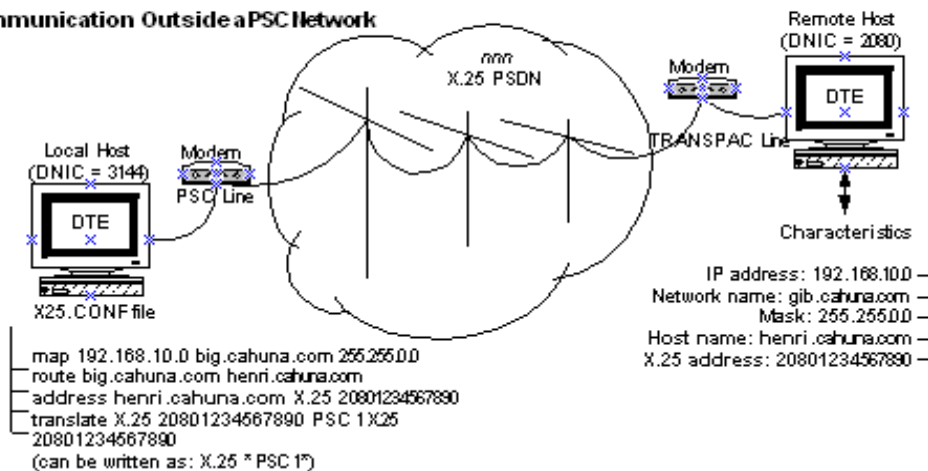 nmunication Outside a PSC Network
Remote Host
(DNIC = 2080)
X.25 PSDN
Modem
DTE
TRANSPAC Line
Local Host
(DNIC = 3144)
Modem
PSC Line
DTE
X25.CONF file
Characteristics
IP address: 192.168.10.0
Network name: gib.cahuna.com
Mask: 255.255.0.0
Host name: henri.cahuna.com
X.25 address: 20801234567890
map 192.168.10.0 big.cahuna.com 255.255.0.0
route big.cahuna.com henri.cahuna.com
address henri.cahuna.com X.25 20801234567890
translate X.25 20801234567890 PSC 1X25
20801234567890
(can be written as: X.25 * PSC 1*)